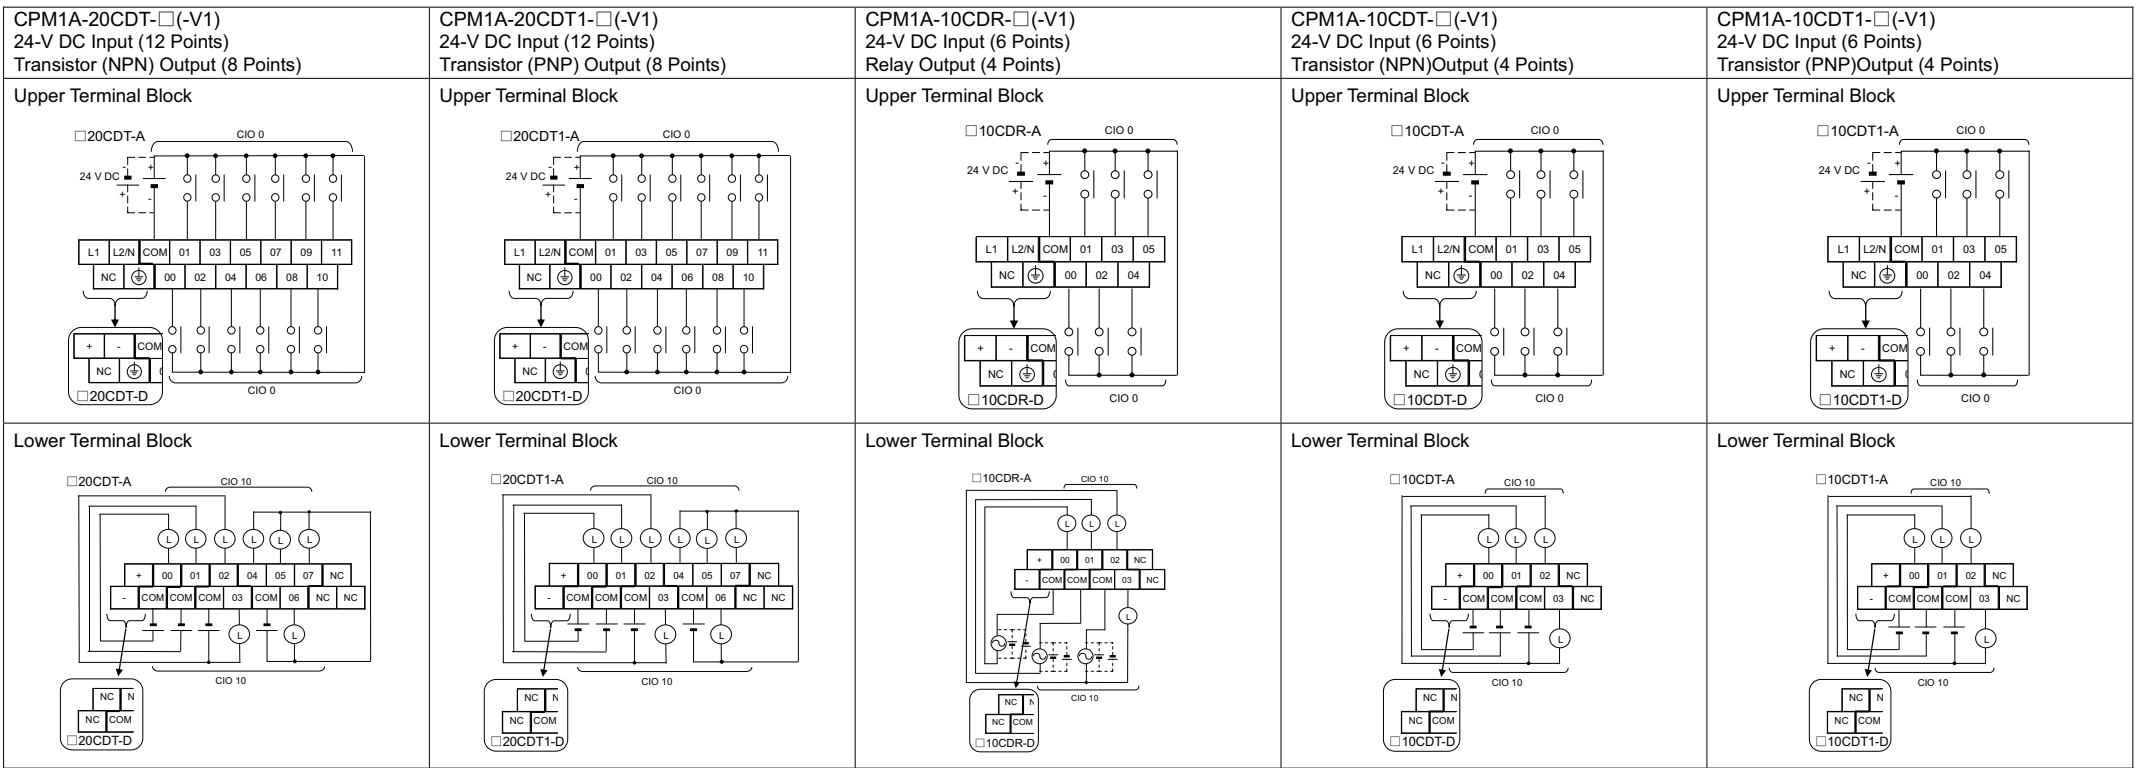 CPM1A-20CDT-□(-V1)
24-V DC Input (12 Points)
Transistor (NPN) Output (8 Points)
CPM1A-20CDT1-□(-V1)
24-V DC Input (12 Points)
Transistor (PNP) Output (8 Points)
CPM1A-10CDR-□(-V1)
24-V DC Input (6 Points)
Relay Output (4 Points)
CPM1A-10CDT-□(-V1)
24-V DC Input (6 Points)
Transistor (NPN)Output (4 Points)
CPM1A-10CDT1-□(-V1)
24-V DC Input (6 Points)
Transistor (PNP)Output (4 Points)
Upper Terminal Block
□20CDT-A
CIO 0
- +
24 V DC
+ -
L1 L2/N COM 01 03 05 07 09 11
NC 00 02 04 06 08 10
+ - COM
NC
□20CDT-D
CIO 0
Upper Terminal Block
□20CDT1-A
CIO 0
- +
24 V DC
+ -
L1 L2/N COM 01 03 05 07 09 11
NC 00 02 04 06 08 10
+ - COM
NC
□20CDT1-D
CIO 0
Upper Terminal Block
□10CDR-A
CIO 0
- +
24 V DC
+ -
L1 L2/N COM 01 03 05
NC 00 02 04
+ - COM
NC
□10CDR-D
CIO 0
Upper Terminal Block
□10CDT-A
CIO 0
- +
24 V DC
+ -
L1 L2/N COM 01 03 05
NC 00 02 04
+ - COM
NC
□10CDT-D
CIO 0
Upper Terminal Block
□10CDT1-A
CIO 0
- +
24 V DC
+ -
L1 L2/N COM 01 03 05
NC 00 02 04
+ - COM
NC
□10CDT1-D
CIO 0
Lower Terminal Block
□20CDT-A
CIO 10
L L L L L L
+ 00 01 02 04 05 07 NC
- COM COM COM 03 COM 06 NC NC
L L
CIO 10
NC N
NC COM
□20CDT-D
Lower Terminal Block
□20CDT1-A
CIO 10
L L L L L L
+ 00 01 02 04 05 07 NC
- COM COM COM 03 COM 06 NC NC
L L
CIO 10
NC N
NC COM
□20CDT1-D
Lower Terminal Block
□10CDR-A
CIO 10
L L L
+ 00 01 02 NC
- COM COM COM 03 NC
L
CIO 10
NC N
NC COM
□10CDR-D
Lower Terminal Block
□10CDT-A
CIO 10
L L L
+ 00 01 02 NC
- COM COM COM 03 NC
L
CIO 10
NC N
NC COM
□10CDT-D
Lower Terminal Block
□10CDT1-A
CIO 10
L L L
+ 00 01 02 NC
- COM COM COM 03 NC
L
CIO 10
NC N
NC COM
□10CDT1-D